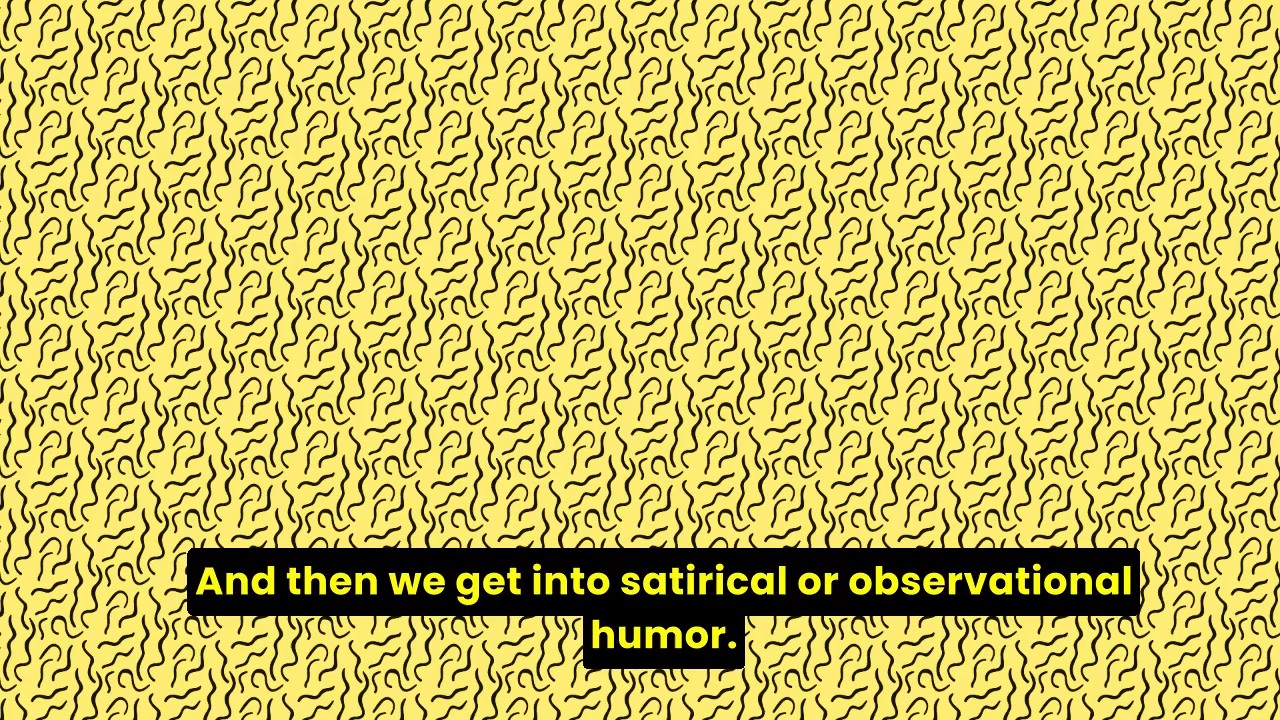 And then we get into satirical or observational
humor.